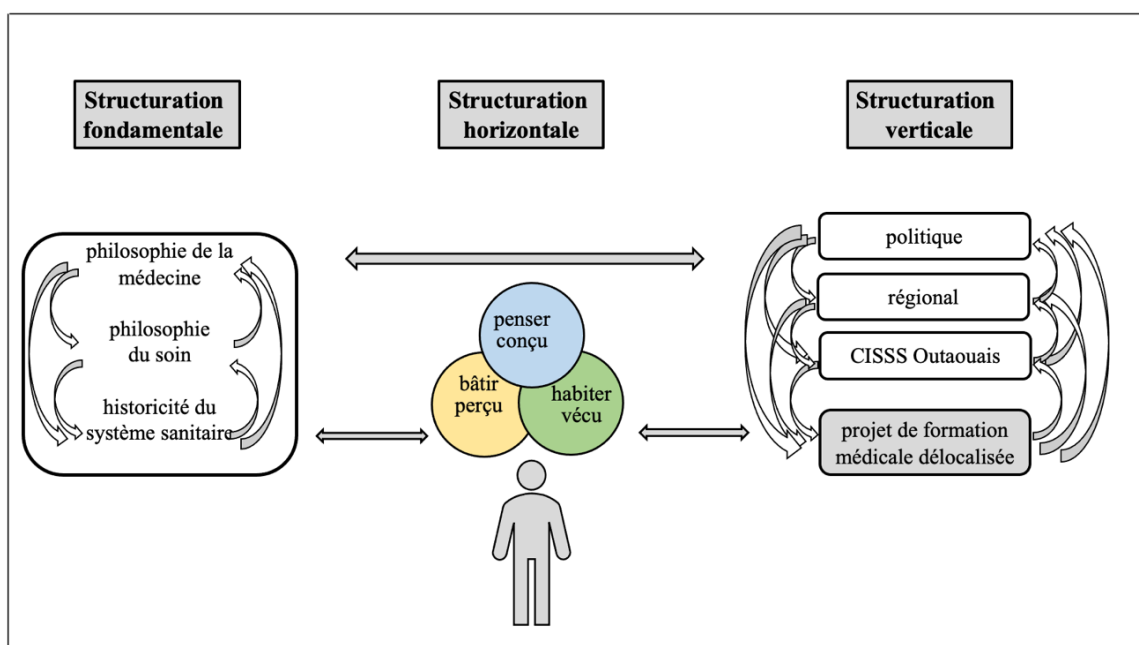 Structuration
fondamentale
Structuration
horizontale
Structuration
verticale
philosophie de la
médecine
philosophie
du soin
historicité du
système sanitaire
penser
conçu
bâtir
perçu
habiter
vécu
politique
régional
CISSS Outaouais
projet de formation
médicale délocalisée